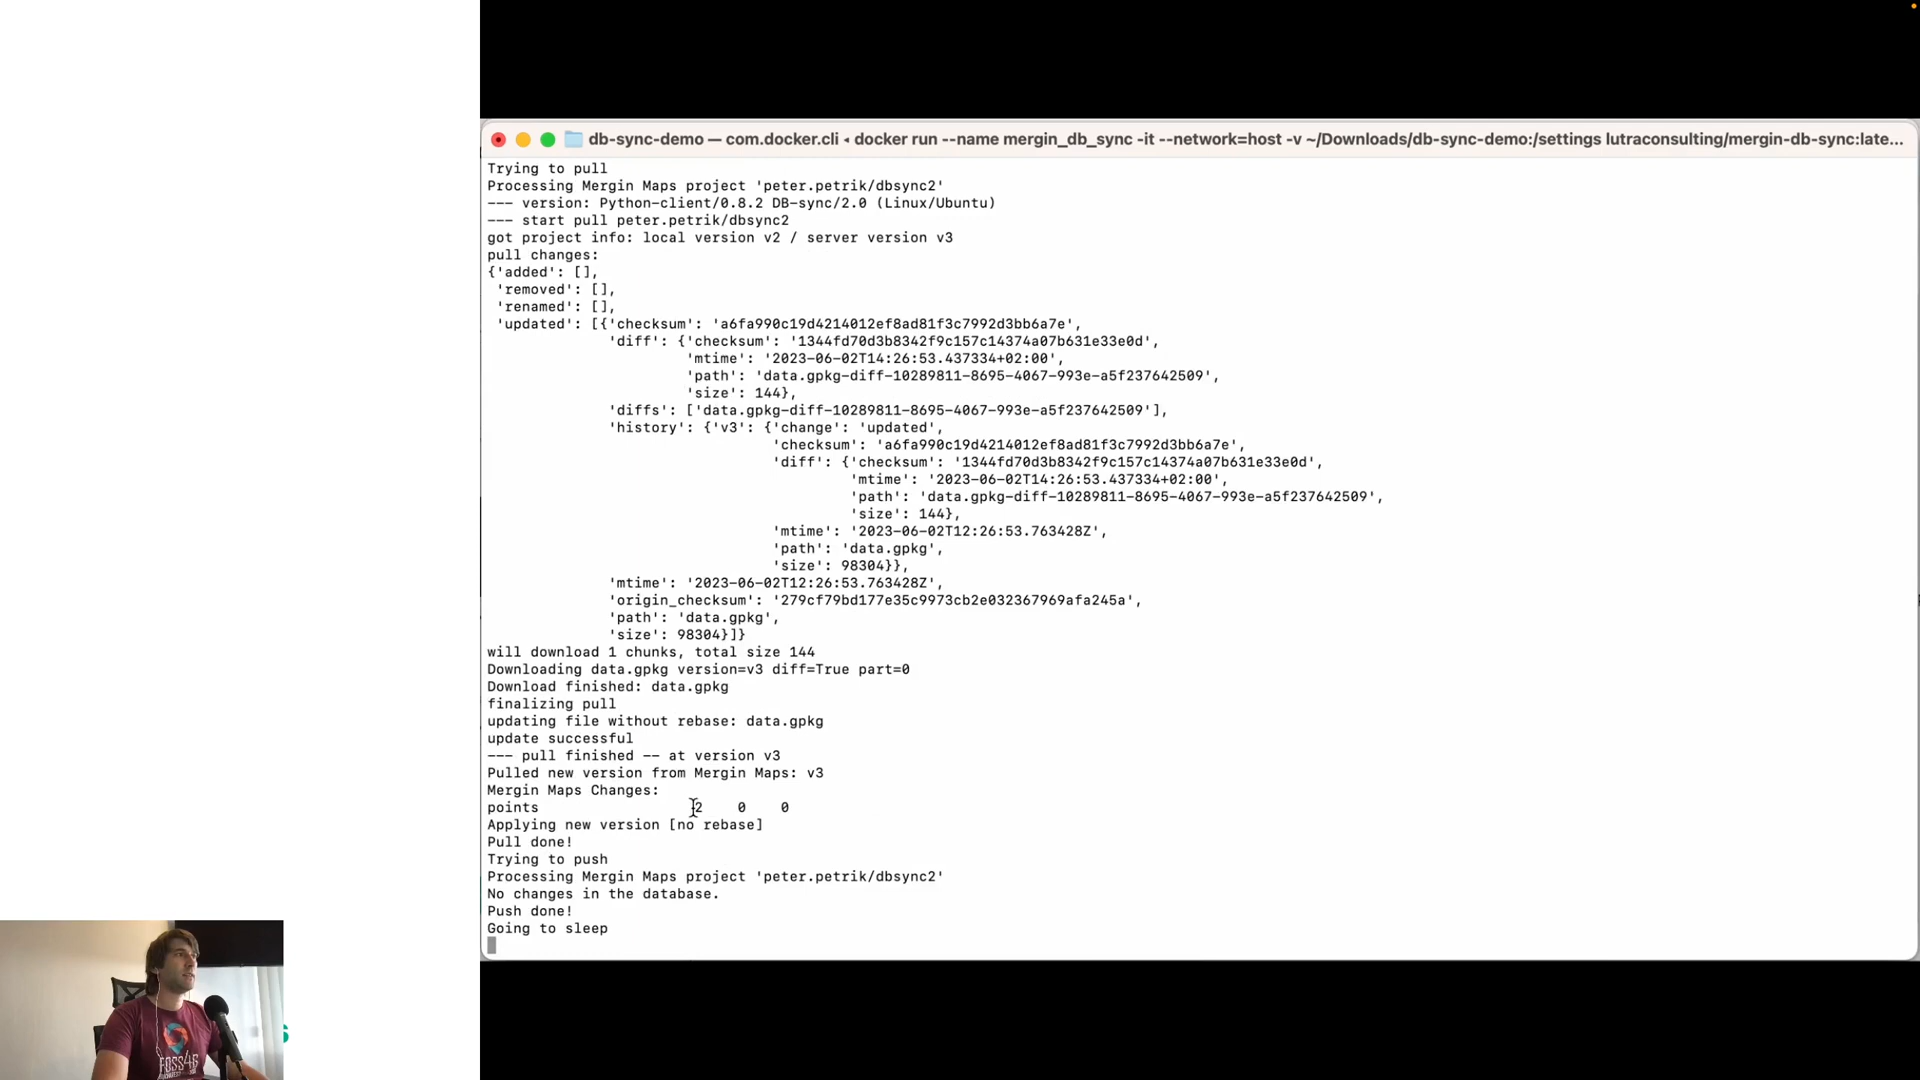 db-sync-demo — com.docker.cli ◂ docker run --name mergin_db_sync -it --network=host -v ~/Downloads/db-sync-demo:/settings lutraconsulting/mergin-db-sync:late...
Trying to pull
Processing Mergin Maps project 'peter.petrik/dbsync2'
--- version: Python-client/0.8.2 DB-sync/2.0 (Linux/Ubuntu)
--- start pull peter.petrik/dbsync2
got project info: local version v2 / server version v3
pull changes:
{'added': [],
 'removed': [],
 'renamed': [],
 'updated': [{'checksum': 'a6fa990c19d4214012ef8ad81f3c7992d3bb6a7e',
              'diff': {'checksum': '1344fd70d3b8342f9c157c14374a07b631e33e0d',
                       'mtime': '2023-06-02T14:26:53.437334+02:00',
                       'path': 'data.gpkg-diff-10289811-8695-4067-993e-a5f237642509',
                       'size': 144},
              'diffs': ['data.gpkg-diff-10289811-8695-4067-993e-a5f237642509'],
              'history': {'v3': {'change': 'updated',
                                 'checksum': 'a6fa990c19d4214012ef8ad81f3c7992d3bb6a7e',
                                 'diff': {'checksum': '1344fd70d3b8342f9c157c14374a07b631e33e0d',
                                          'mtime': '2023-06-02T14:26:53.437334+02:00',
                                          'path': 'data.gpkg-diff-10289811-8695-4067-993e-a5f237642509',
                                          'size': 144},
                                 'mtime': '2023-06-02T12:26:53.763428Z',
                                 'path': 'data.gpkg',
                                 'size': 98304}},
              'mtime': '2023-06-02T12:26:53.763428Z',
              'origin_checksum': '279cf79bd177e35c9973cb2e032367969afa245a',
              'path': 'data.gpkg',
              'size': 98304}]}
will download 1 chunks, total size 144
Downloading data.gpkg version=v3 diff=True part=0
Download finished: data.gpkg
finalizing pull
updating file without rebase: data.gpkg
update successful
--- pull finished -- at version v3
Pulled new version from Mergin Maps: v3
Mergin Maps Changes:
points                  2    0    0
Applying new version [no rebase]
Pull done!
Trying to push
Processing Mergin Maps project 'peter.petrik/dbsync2'
No changes in the database.
Push done!
Going to sleep
s
FOSS4G